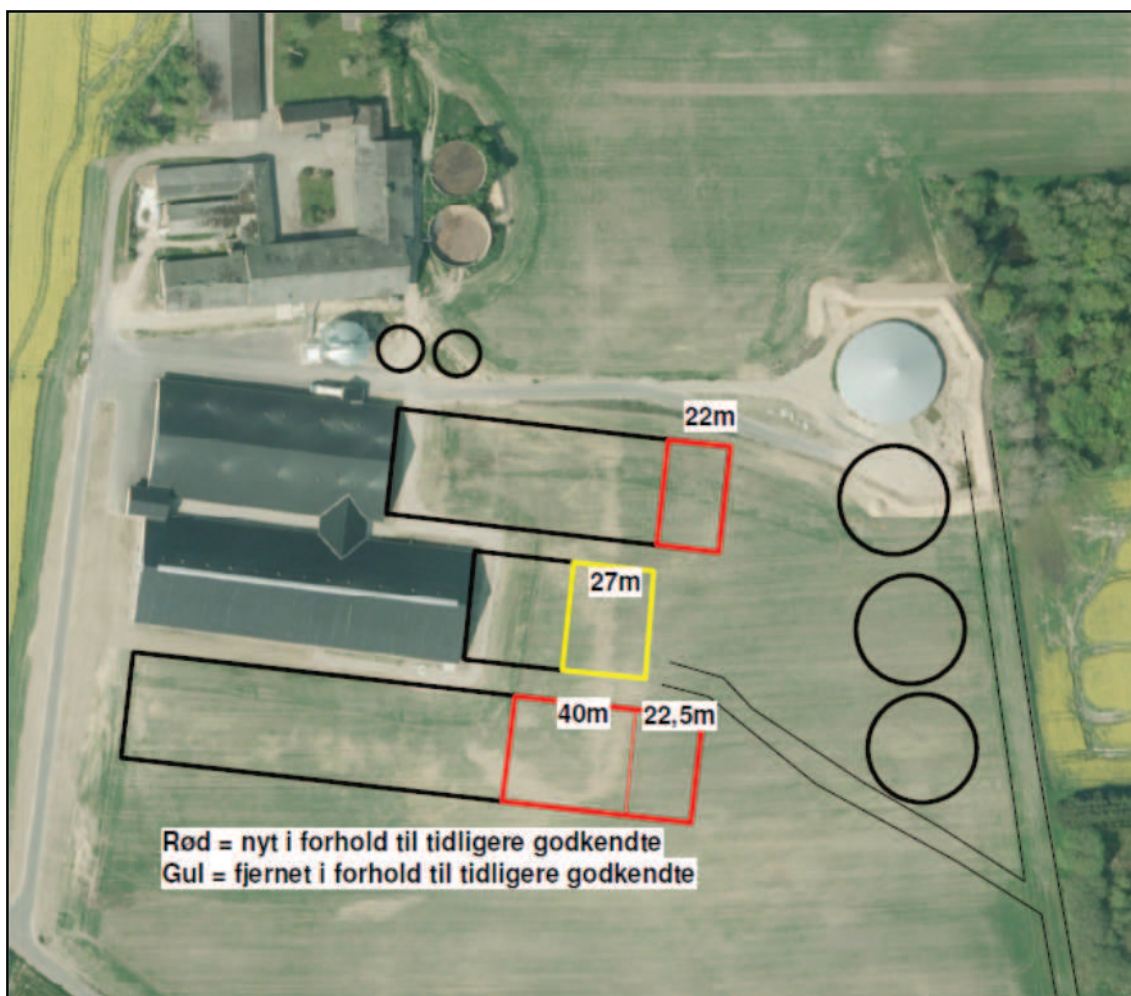 22m
27m
40m
22,5m
Rød = nyt i forhold til tidligere godkendte
Gul = fjernet i forhold til tidligere godkendte